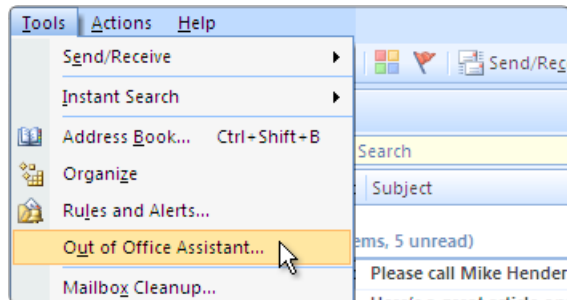 Tools Actions Help
Send/Receive
Send/Rec
Instant Search
Address Book... Ctrl+Shift+B
Search
Organize
Subject
Rules and Alerts...
Out of Office Assistant...
ems, 5 unread)
Please call Mike Hender
Mailbox Cleanup...